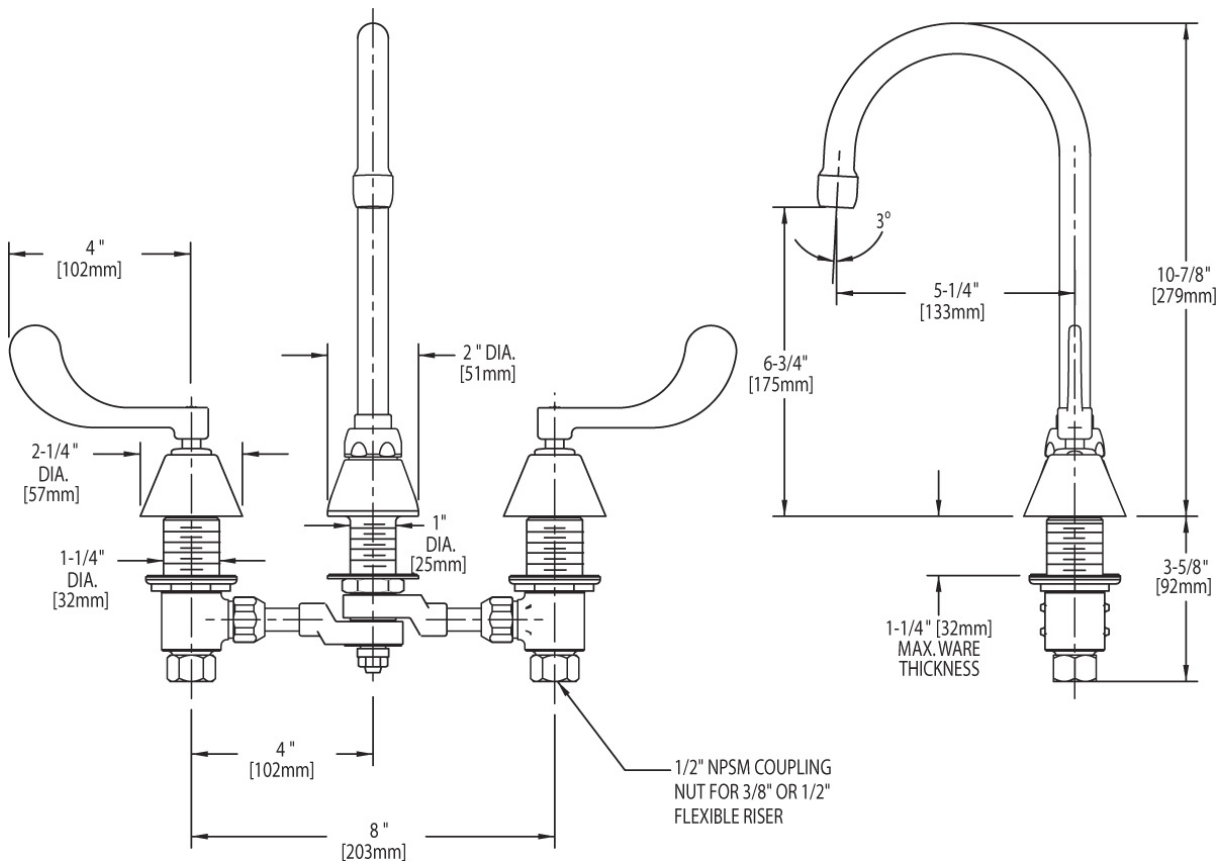 4 "
[102mm]
2 " DIA.
[51mm]
2-1/4 "
DIA.
[57mm]
1"
DIA.
[25mm]
1-1/4"
DIA.
[32mm]
4 "
[102mm]
8 "
[203mm]
1/2" NPSM COUPLING
NUT FOR 3/8" OR 1/2"
FLEXIBLE RISER
3°
5-1/4"
[133mm]
10-7/8"
[279mm]
6-3/4"
[175mm]
3-5/8"
[92mm]
1-1/4" [32mm]
MAX. WARE
THICKNESS